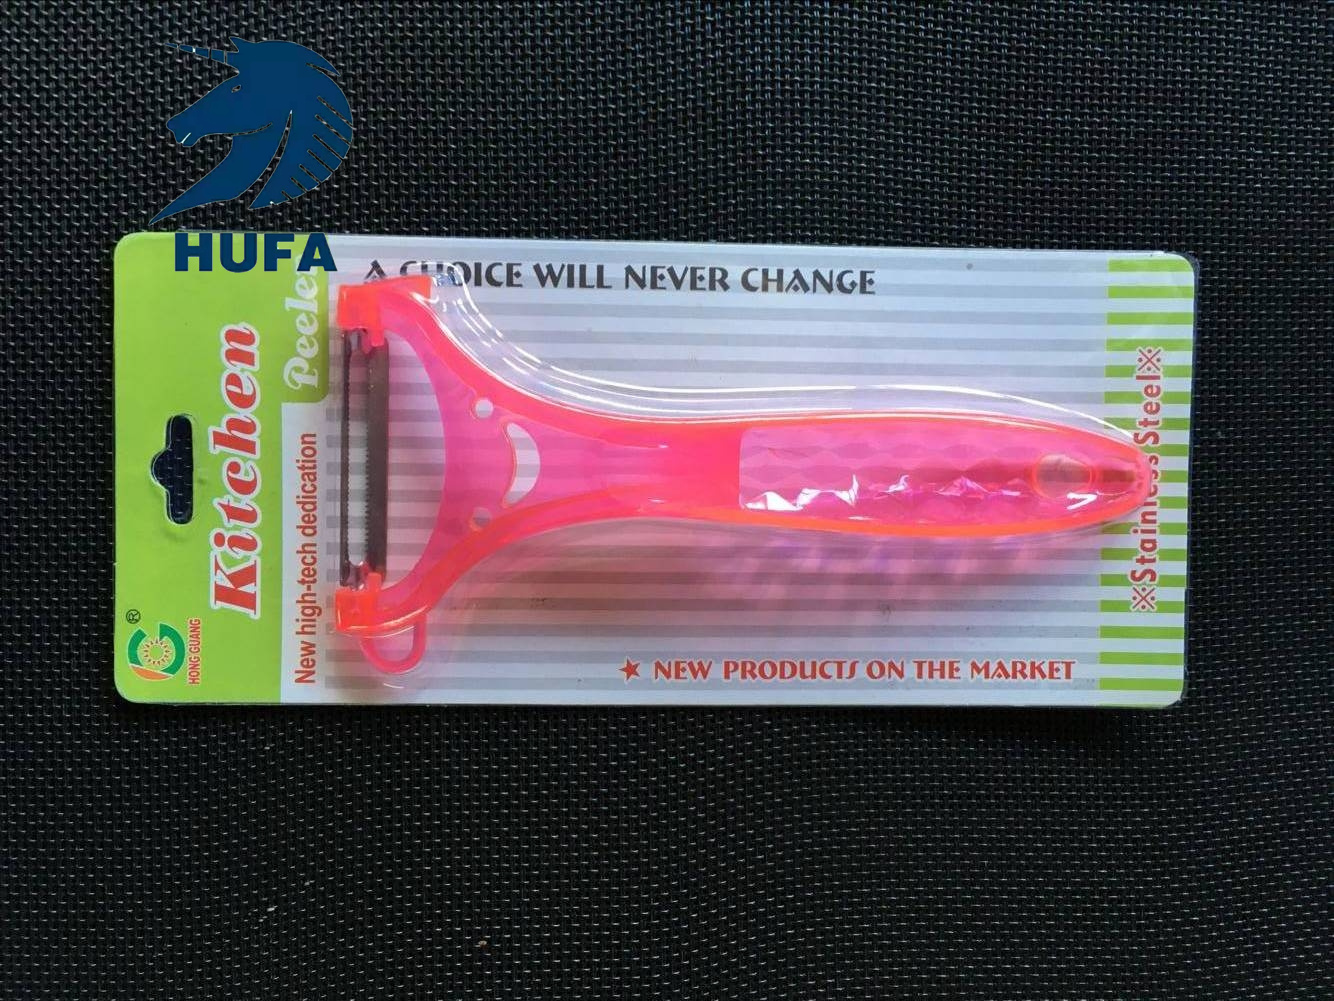 HUFA
A CHOICE WILL NEVER CHANGE
Kitchen
Peeler
New high-tech dedication
®
HONG GUANG
※Stainless Steel※
★ NEW PRODUCTS ON THE MARKET